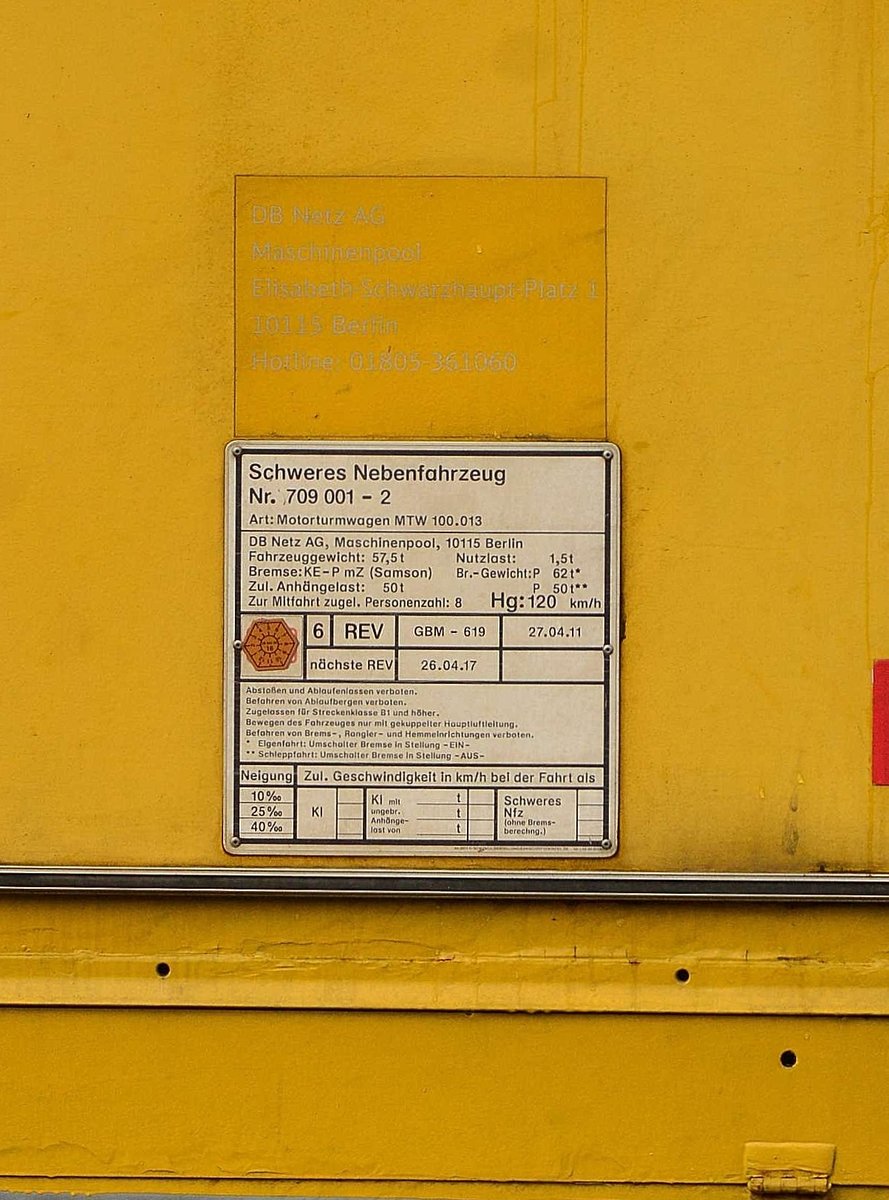 DB Netz AG
Maschinenpool
Elisabeth-Schwarzhaupt-Platz 1
10115 Berlin
Hotline: 01805-361060
Schweres Nebenfahrzeug
Nr. 709 001 - 2
Art: Motorturmwagen MTW 100.013
DB Netz AG, Maschinenpool, 10115 Berlin
Fahrzeuggewicht: 57,5 t Nutzlast: 1,5 t
Bremse: KE-P mZ (Samson) Br.-Gewicht: P 62 t*
Zul. Anhängelast: 50 t P 50 t**
Zur Mitfahrt zugel. Personenzahl: 8 Hg: 120 km/h
6 REV GBM - 619 27.04.11
nächste REV 26.04.17
Abstoßen und Ablaufenlassen verboten.
Befahren von Ablaufbergen verboten.
Zugelassen für Streckenklasse B1 und höher.
Bewegen des Fahrzeuges nur mit gekuppelter Hauptluftleitung.
Befahren von Brems-, Rangier- und Hemmeinrichtungen verboten.
* Eigenfahrt: Umschalter Bremse in Stellung -EIN-
** Schleppfahrt: Umschalter Bremse in Stellung -AUS-
Neigung Zul. Geschwindigkeit in km/h bei der Fahrt als
10‰
25‰
40‰
Kl
Kl mit t
ungebr. t
Anhänge-
last von t
Schweres
Nfz
(ohne Brems-
berechng.)